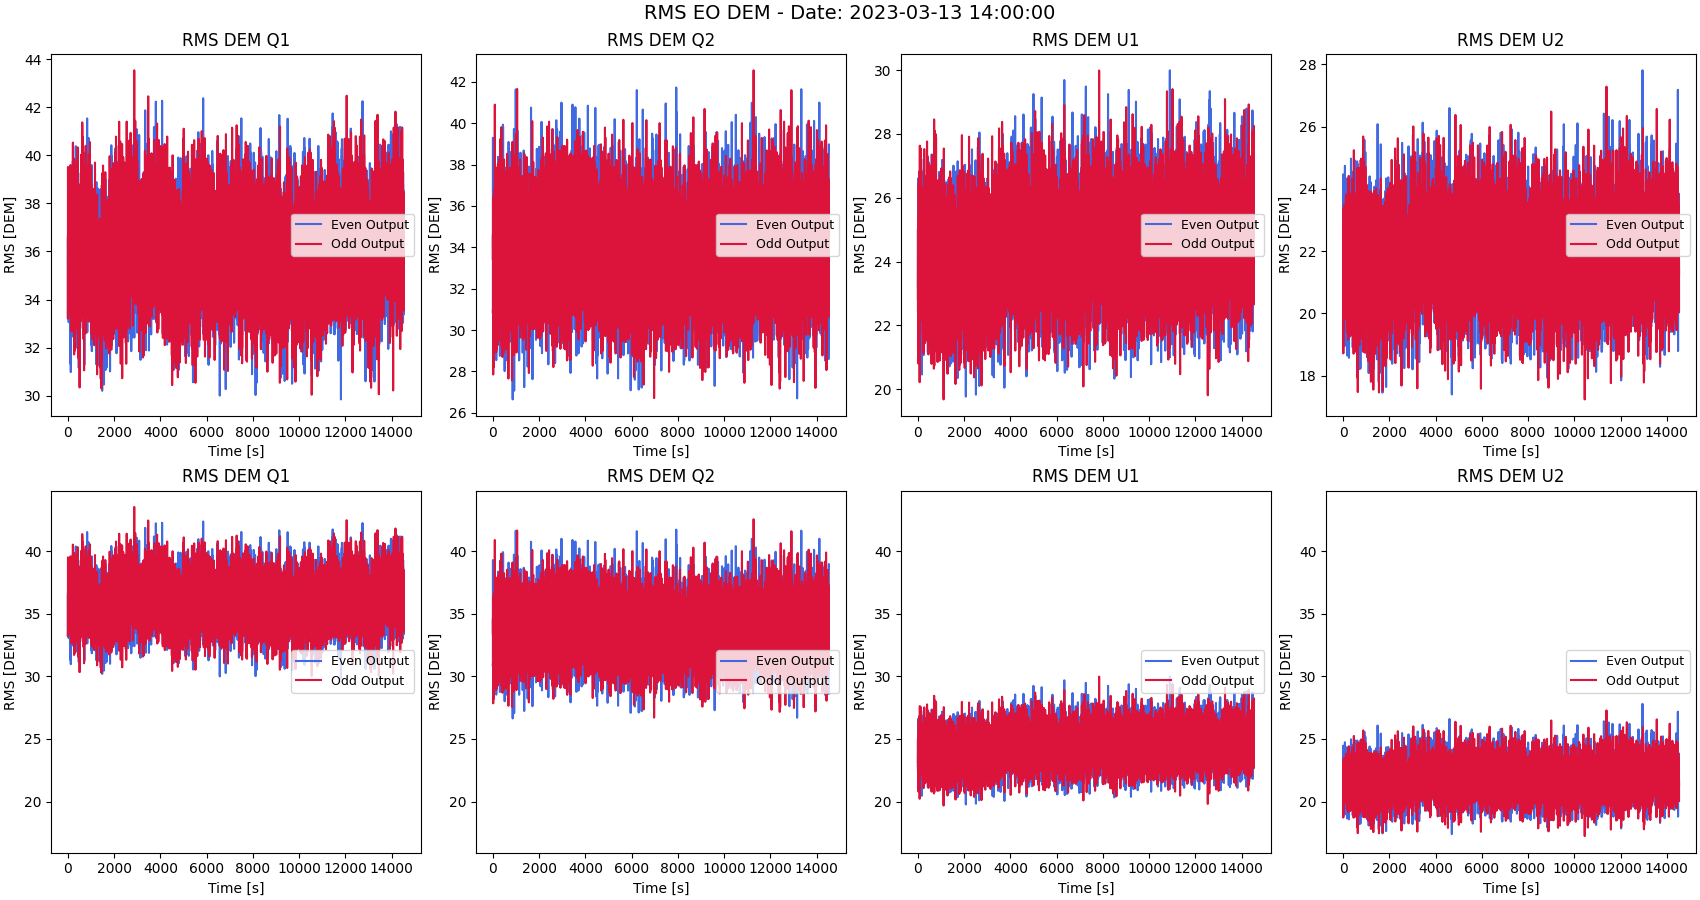 RMS EO DEM - Date: 2023-03-13 14:00:00
RMS DEM Q1
RMS DEM Q2
RMS DEM U1
RMS DEM U2
RMS [DEM]
44
42
40
38
36
34
32
30
Even Output
Odd Output
0 2000 4000 6000 8000 10000 12000 14000
Time [s]
RMS [DEM]
42
40
38
36
34
32
30
28
26
Even Output
Odd Output
0 2000 4000 6000 8000 10000 12000 14000
Time [s]
RMS [DEM]
30
28
26
24
22
20
Even Output
Odd Output
0 2000 4000 6000 8000 10000 12000 14000
Time [s]
RMS [DEM]
28
26
24
22
20
18
Even Output
Odd Output
0 2000 4000 6000 8000 10000 12000 14000
Time [s]
RMS DEM Q1
RMS DEM Q2
RMS DEM U1
RMS DEM U2
RMS [DEM]
40
35
30
25
20
Even Output
Odd Output
0 2000 4000 6000 8000 10000 12000 14000
Time [s]
RMS [DEM]
40
35
30
25
20
Even Output
Odd Output
0 2000 4000 6000 8000 10000 12000 14000
Time [s]
RMS [DEM]
40
35
30
25
20
Even Output
Odd Output
0 2000 4000 6000 8000 10000 12000 14000
Time [s]
RMS [DEM]
40
35
30
25
20
Even Output
Odd Output
0 2000 4000 6000 8000 10000 12000 14000
Time [s]